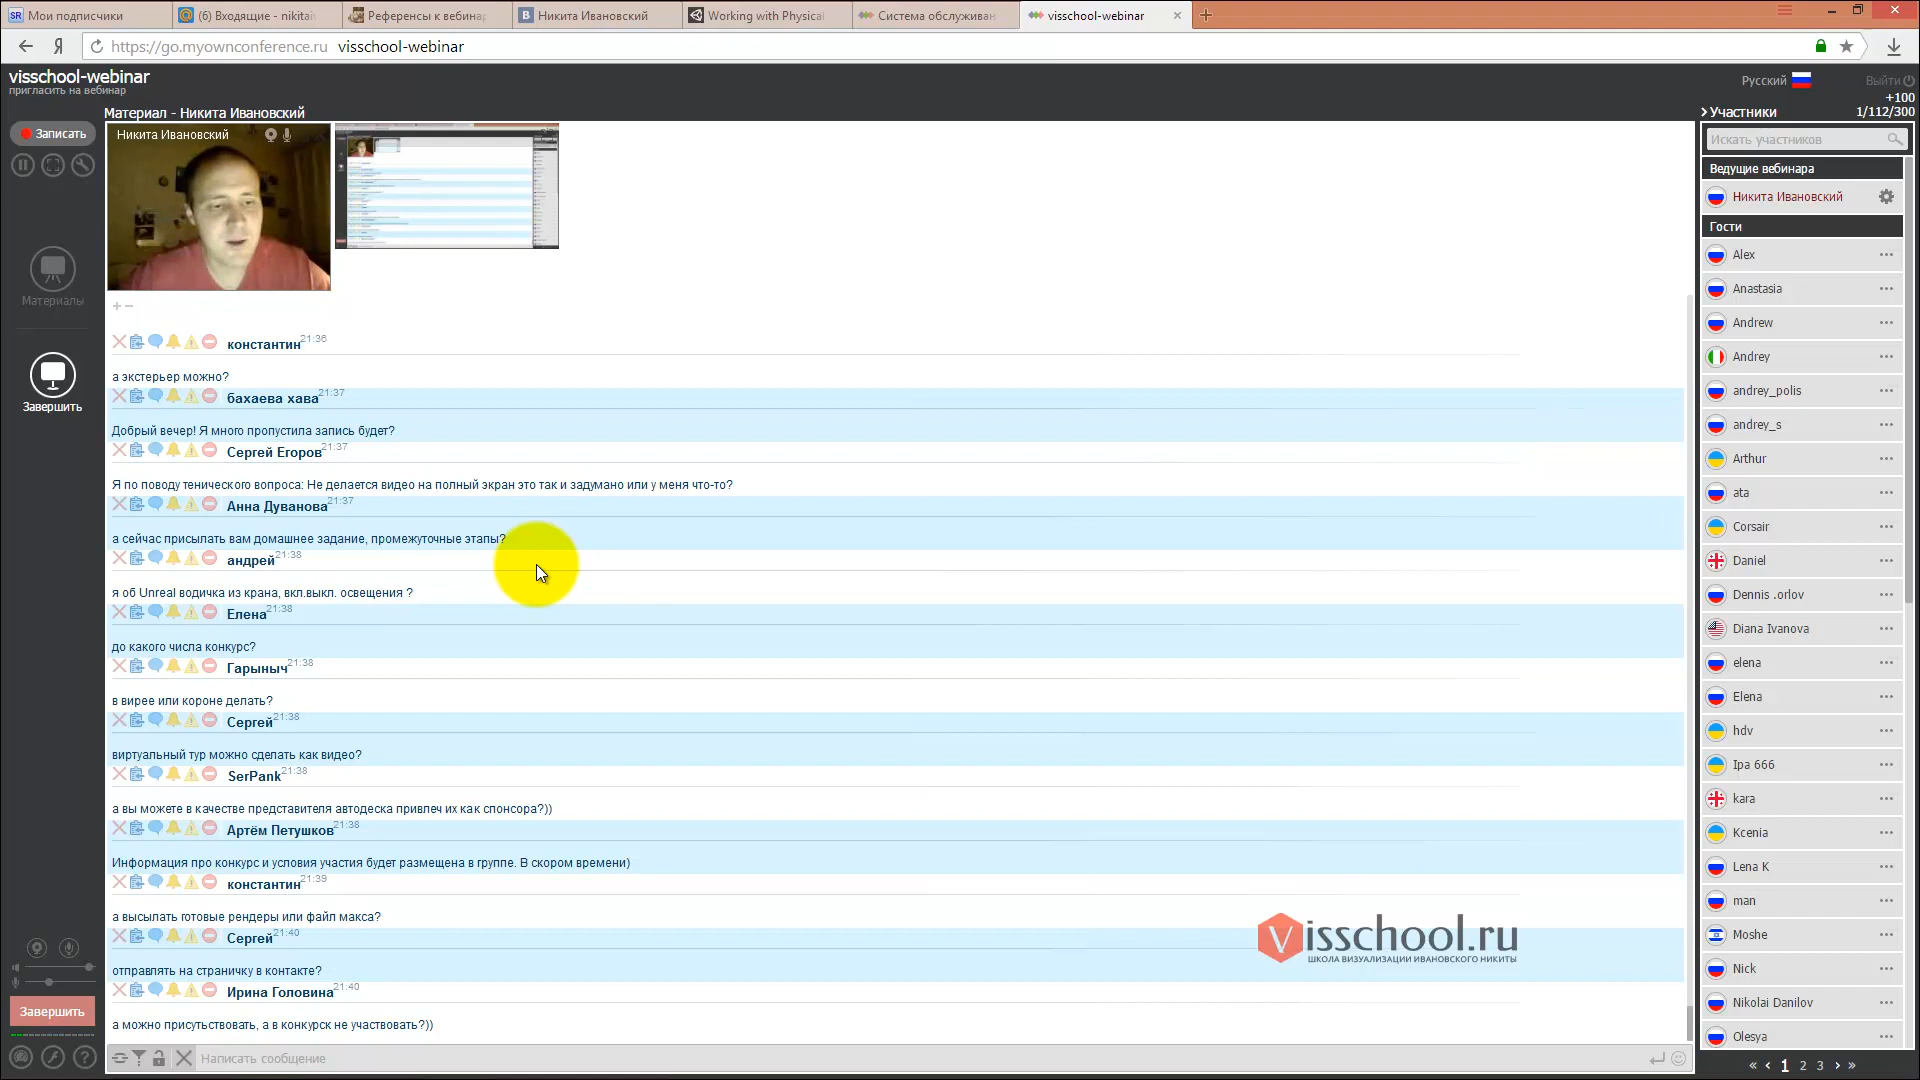 Мои подписчики
(6) Входящие - nikitai
Референсы к вебинар
Никита Ивановский
Working with Physical
Система обслуживан
visschool-webinar
https://go.myownconference.ru visschool-webinar
visschool-webinar
пригласить на вебинар
Русский
Выйти
+100
Материал - Никита Ивановский
Участники
1/112/300
Записать
Никита Ивановский
Искать участников
Ведущие вебинара
Никита Ивановский
Гости
Alex
Anastasia
Andrew
Andrey
andrey_polis
andrey_s
Arthur
ata
Corsair
Daniel
Dennis .orlov
Diana Ivanova
elena
Elena
hdv
Ipa 666
kara
Kcenia
Lena K
man
Moshe
Nick
Nikolai Danilov
Olesya
« ‹ 1 2 3 › »
Материалы
Завершить
константин 21:36
а экстерьер можно?
бахаева хава 21:37
Добрый вечер! Я много пропустила запись будет?
Сергей Егоров 21:37
Я по поводу тенического вопроса: Не делается видео на полный экран это так и задумано или у меня что-то?
Анна Дуванова 21:37
а сейчас присылать вам домашнее задание, промежуточные этапы?
андрей 21:38
я об Unreal водичка из крана, вкл.выкл. освещения ?
Елена 21:38
до какого числа конкурс?
Гарыныч 21:38
в вирее или короне делать?
Сергей 21:38
виртуальный тур можно сделать как видео?
SerPank 21:38
а вы можете в качестве представителя автодеска привлеч их как спонсора?))
Артём Петушков 21:38
Информация про конкурс и условия участия будет размещена в группе. В скором времени)
константин 21:39
а высылать готовые рендеры или файл макса?
Сергей 21:40
отправлять на страничку в контакте?
Ирина Головина 21:40
а можно присутьствовать, а в конкурск не участвовать?))
Visschool.ru
ШКОЛА ВИЗУАЛИЗАЦИИ ИВАНОВСКОГО НИКИТЫ
Завершить
Написать сообщение